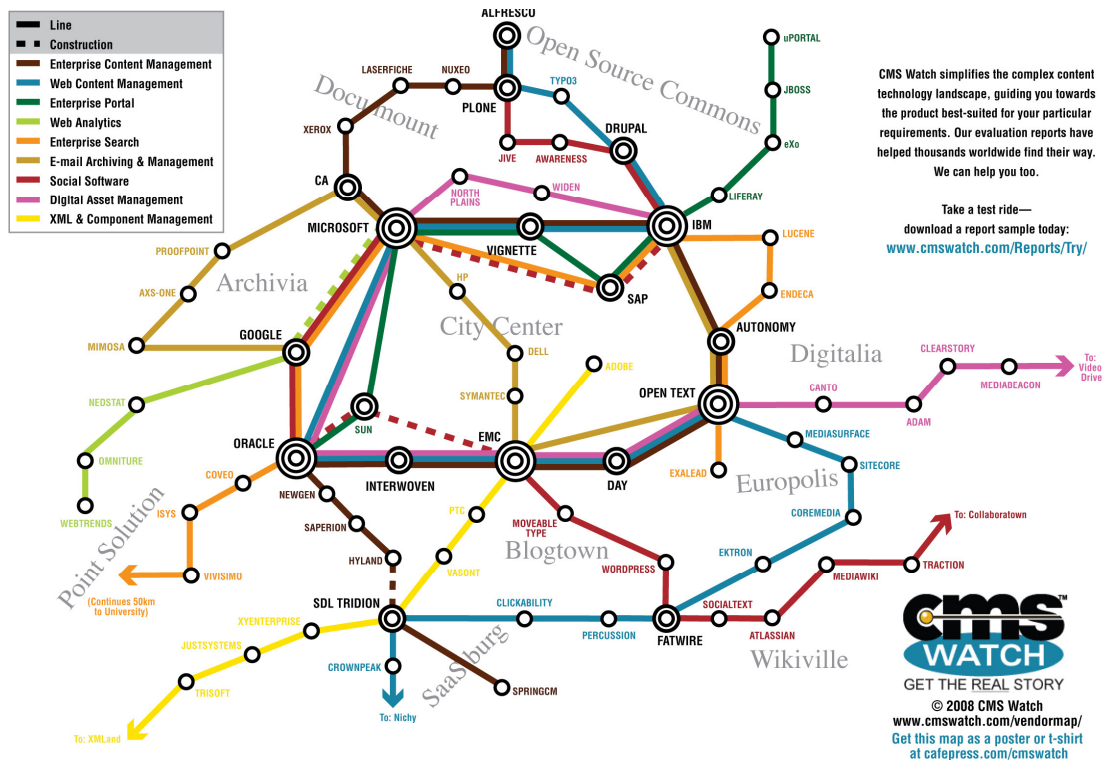 Line
Construction
Enterprise Content Management
Web Content Management
Enterprise Portal
Web Analytics
Enterprise Search
E-mail Archiving & Management
Social Software
Digital Asset Management
XML & Component Management
ALFRESCO
Open Source Commons
uPORTAL
LASERFICHE
NUXEO
PLONE
TYPO3
JBOSS
Documount
XEROX
DRUPAL
JIVE
AWARENESS
eXo
CA
NORTH
PLAINS
WIDEN
LIFERAY
MICROSOFT
VIGNETTE
IBM
LUCENE
PROOFPOINT
Archivia
HP
SAP
ENDECA
AXS-ONE
City Center
AUTONOMY
GOOGLE
MIMOSA
DELL
Digitalia
CLEARSTORY
To:
Video
Drive
ADOBE
MEDIABEACON
NEDSTAT
SYMANTEC
OPEN TEXT
CANTO
ADAM
SUN
MEDIASURFACE
ORACLE
EMC
OMNITURE
COVEO
INTERWOVEN
DAY
EXALEAD
SITECORE
Europolis
NEWGEN
ISYS
WEBTRENDS
Point Solution
SAPERION
PTC
MOVEABLE
TYPE
COREMEDIA
To: Collaboratown
Blogtown
HYLAND
VASONT
WORDPRESS
EKTRON
MEDIAWIKI
TRACTION
VIVISIMO
(Continues 50km
to University)
SDL TRIDION
CLICKABILITY
PERCUSSION
FATWIRE
SOCIALTEXT
ATLASSIAN
XYENTERPRISE
JUSTSYSTEMS
SaaSburg
Wikiville
CROWNPEAK
TRISOFT
SPRINGCM
To: Nichy
To: XMLand
CMS Watch simplifies the complex content
technology landscape, guiding you towards
the product best-suited for your particular
requirements. Our evaluation reports have
helped thousands worldwide find their way.
We can help you too.
Take a test ride—
download a report sample today:
www.cmswatch.com/Reports/Try/
cms™
WATCH
GET THE REAL STORY
© 2008 CMS Watch
www.cmswatch.com/vendormap/
Get this map as a poster or t-shirt
at cafepress.com/cmswatch